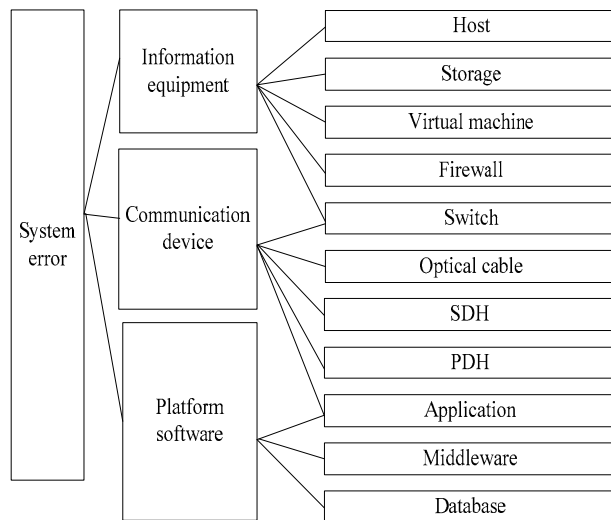 System
error
Information
equipment
Communication
device
Platform
software
Host
Storage
Virtual machine
Firewall
Switch
Optical cable
SDH
PDH
Application
Middleware
Database